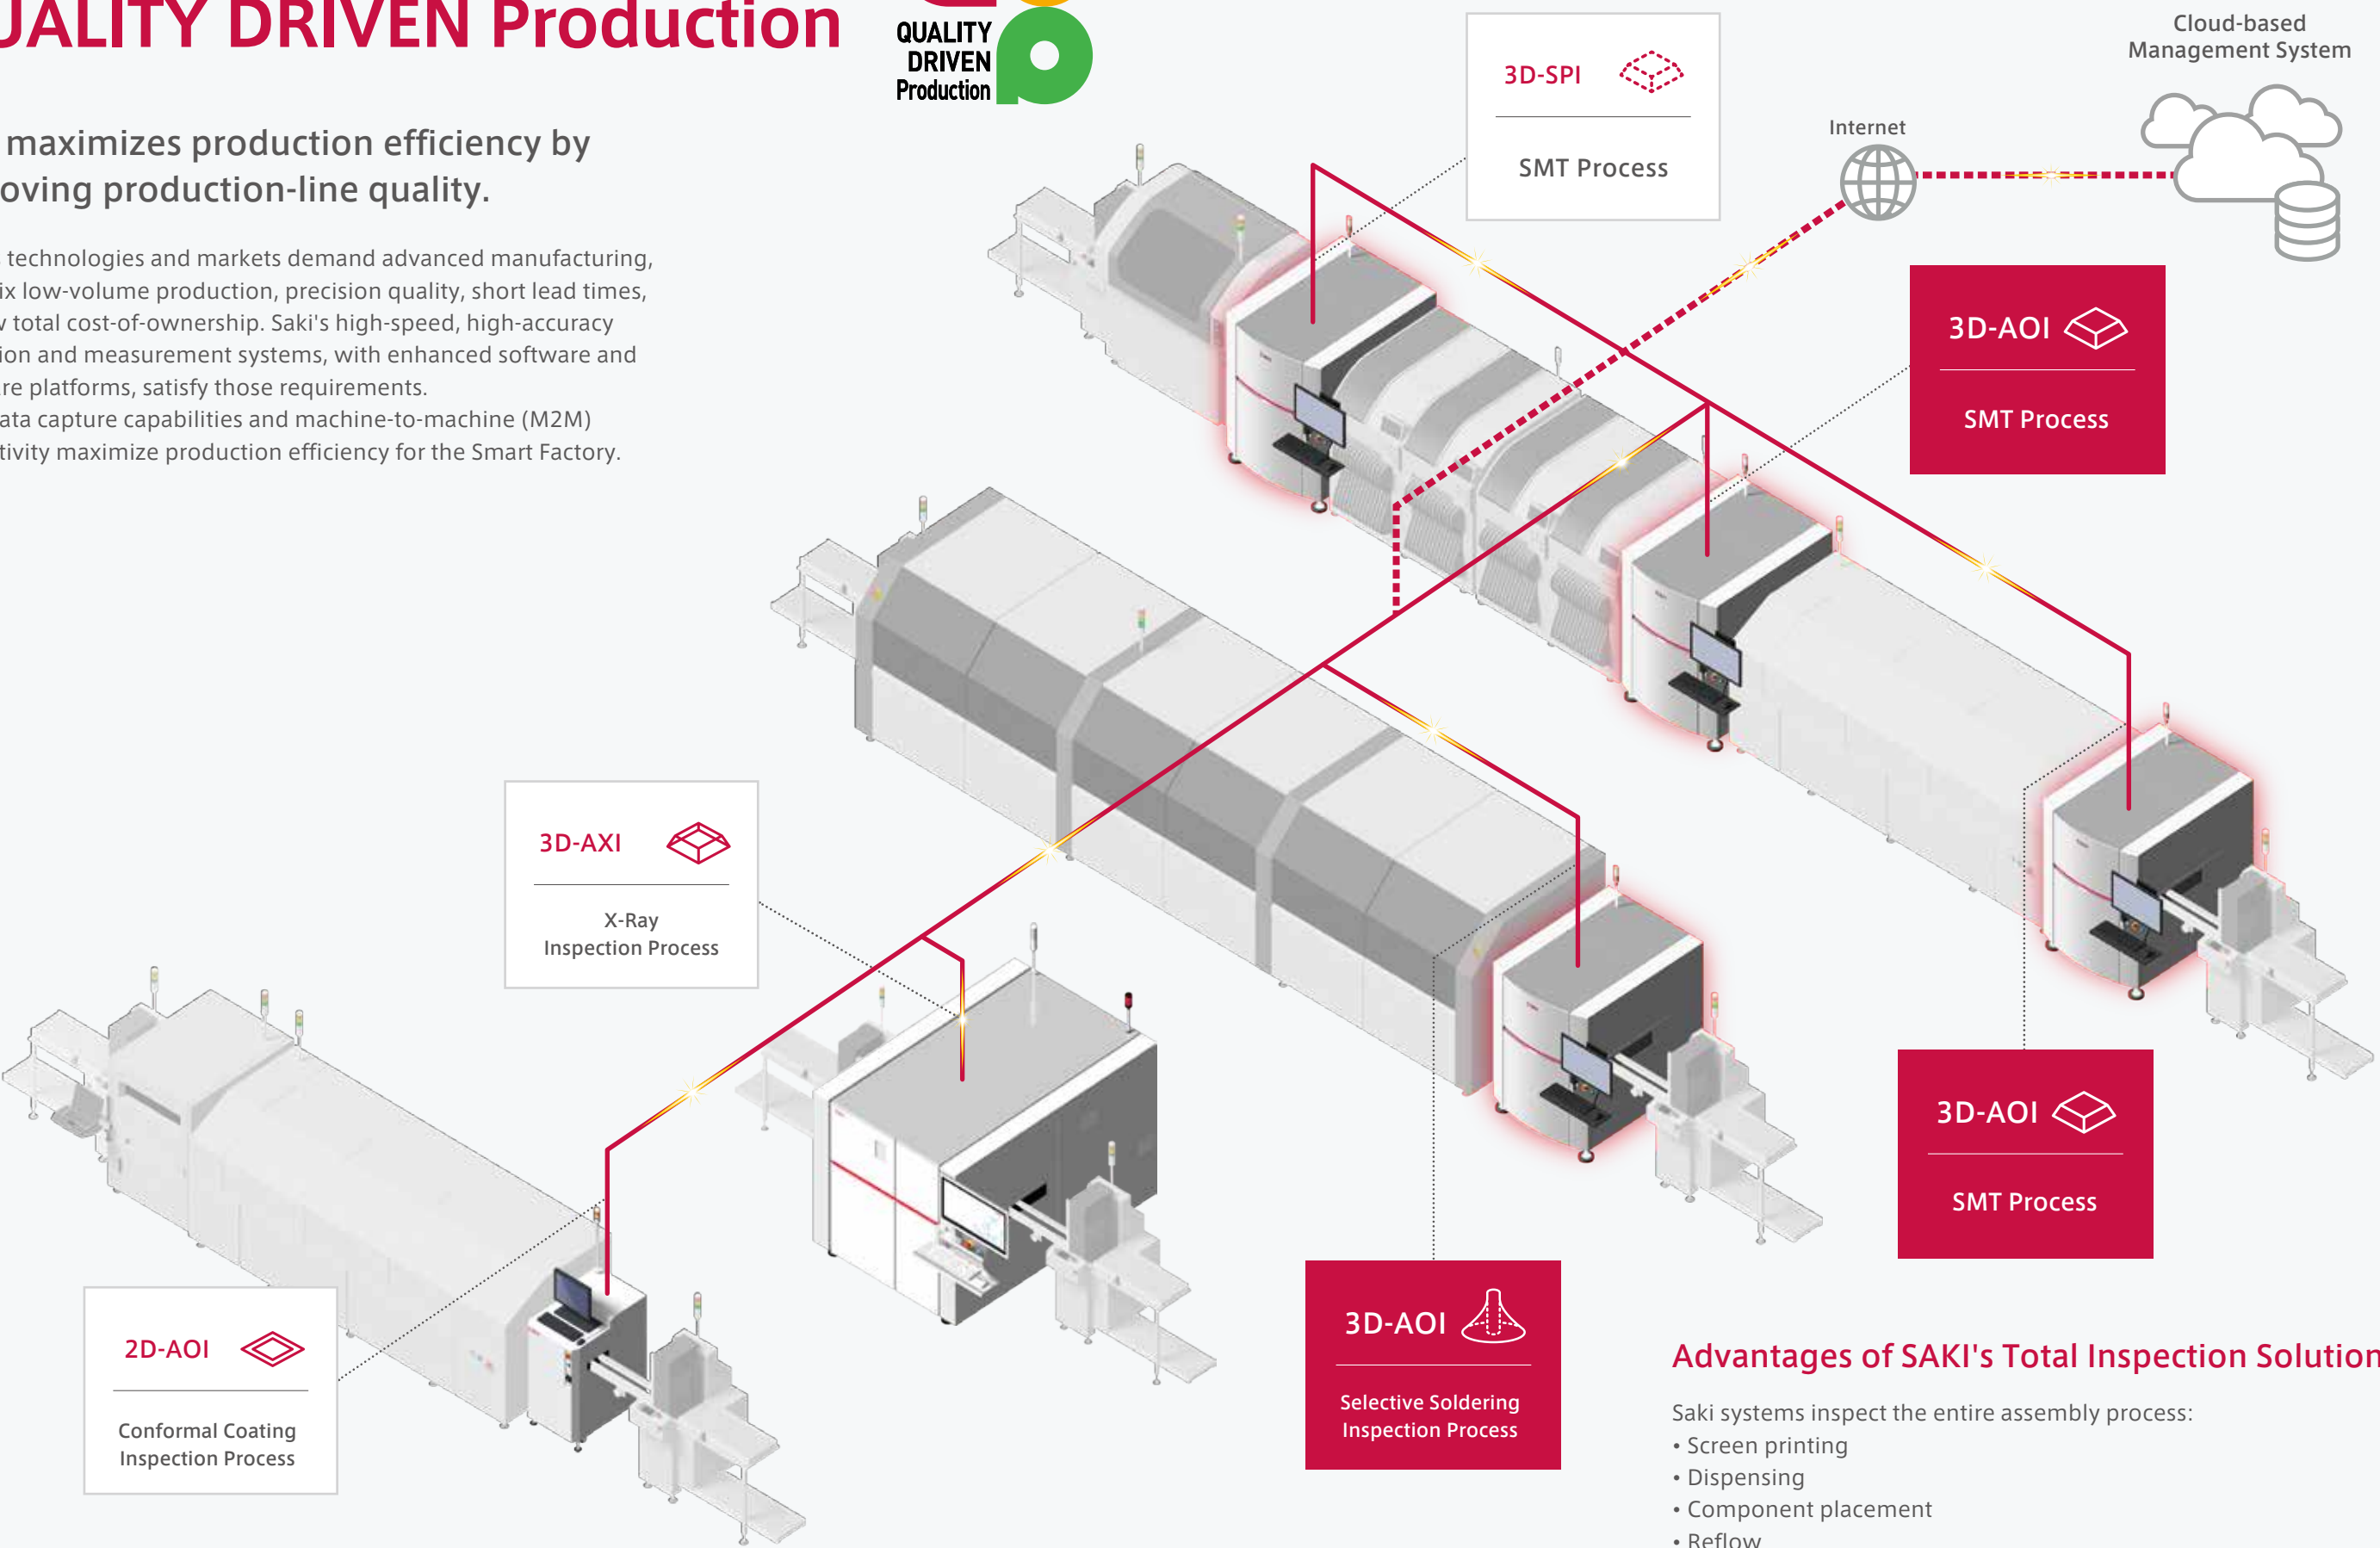 UALITY DRIVEN Production
QUALITY
DRIVEN
Production
maximizes production efficiency by
oving production-line quality.
s technologies and markets demand advanced manufacturing,
ix low-volume production, precision quality, short lead times,
w total cost-of-ownership. Saki's high-speed, high-accuracy
tion and measurement systems, with enhanced software and
are platforms, satisfy those requirements.
ata capture capabilities and machine-to-machine (M2M)
tivity maximize production efficiency for the Smart Factory.
3D-SPI
SMT Process
Cloud-based
Management System
Internet
3D-AOI
SMT Process
3D-AXI
X-Ray
Inspection Process
3D-AOI
SMT Process
2D-AOI
Conformal Coating
Inspection Process
3D-AOI
Selective Soldering
Inspection Process
Advantages of SAKI's Total Inspection Solution
Saki systems inspect the entire assembly process:
• Screen printing
• Dispensing
• Component placement
• Reflow